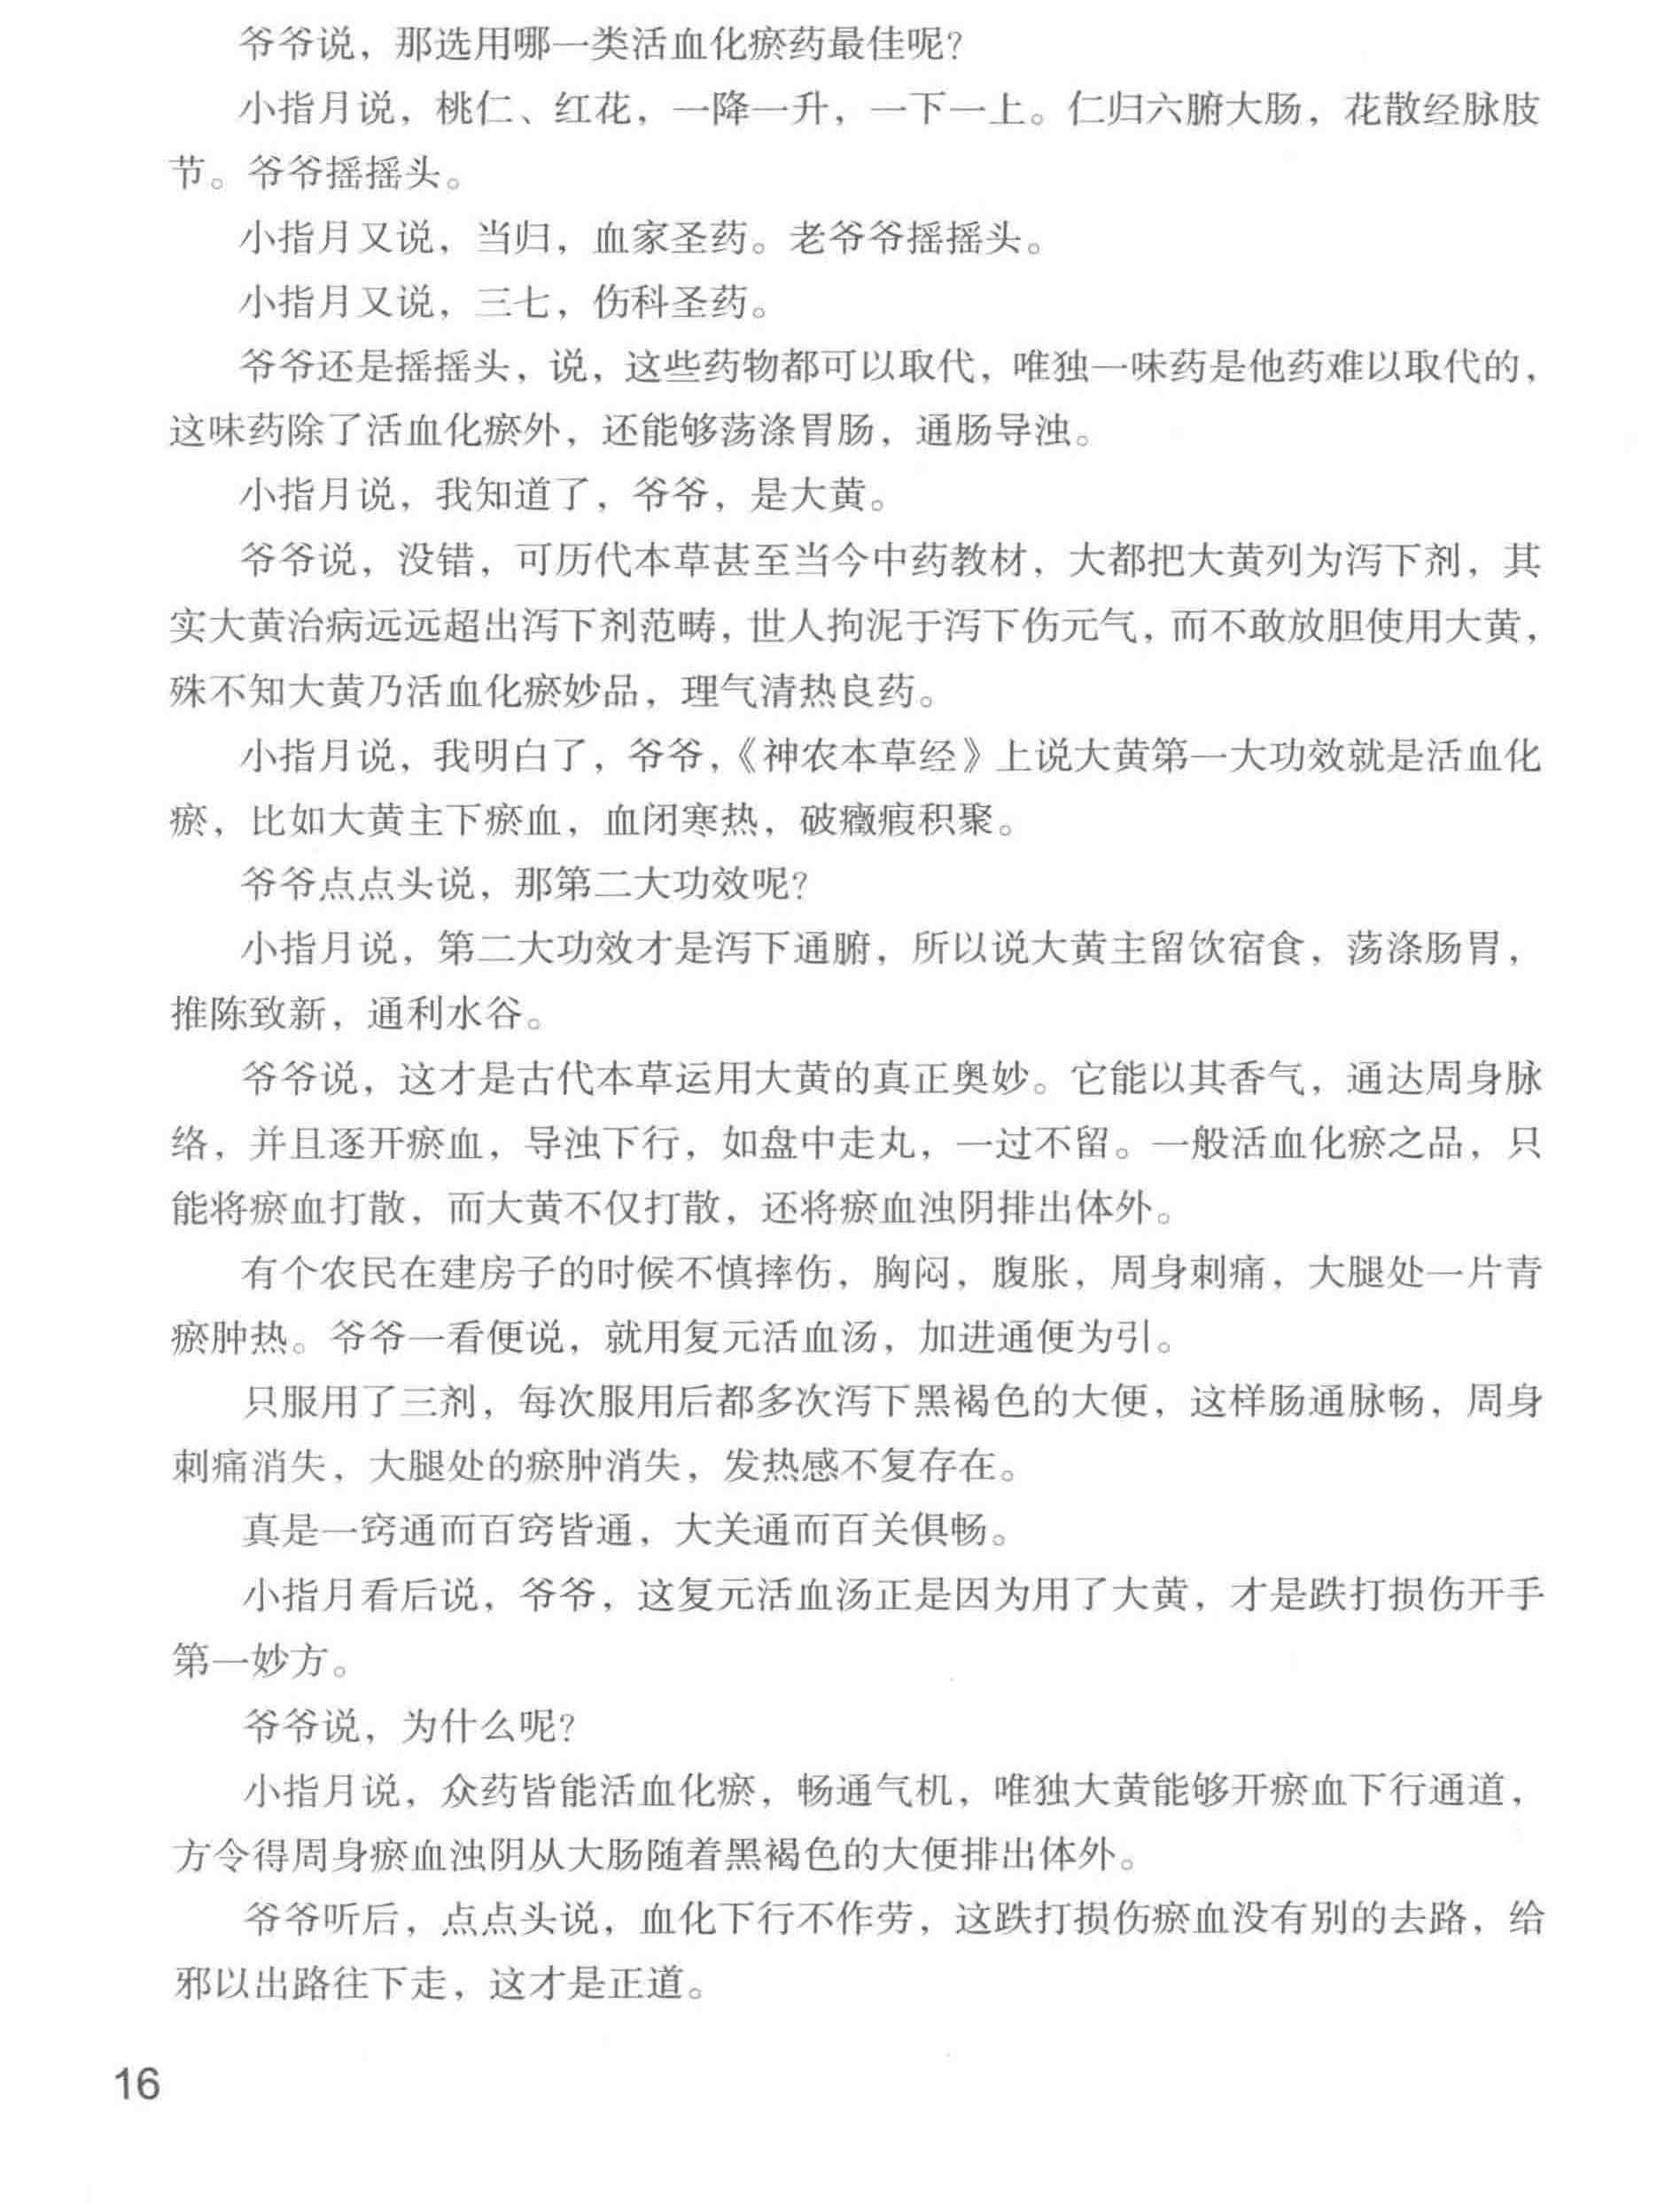 爷爷说，那选用哪一类活血化瘀药最佳呢？
小指月说，桃仁、红花，一降一升，一下一上。仁归六腑大肠，花散经脉肢
节。爷爷摇摇头。
小指月又说，当归，血家圣药。老爷爷摇摇头。
小指月又说，三七，伤科圣药。
爷爷还是摇摇头，说，这些药物都可以取代，唯独一味药是他药难以取代的，
这味药除了活血化瘀外，还能够荡涤胃肠，通肠导浊。
小指月说，我知道了，爷爷，是大黄。
爷爷说，没错，可历代本草甚至当今中药教材，大都把大黄列为泻下剂，其
实大黄治病远远超出泻下剂范畴，世人拘泥于泻下伤元气，而不敢放胆使用大黄，
殊不知大黄乃活血化瘀妙品，理气清热良药。
小指月说，我明白了，爷爷，《神农本草经》上说大黄第一大功效就是活血化
瘀，比如大黄主下瘀血，血闭寒热，破癥瘕积聚。
爷爷点点头说，那第二大功效呢？
小指月说，第二大功效才是泻下通腑，所以说大黄主留饮宿食，荡涤肠胃，
推陈致新，通利水谷。
爷爷说，这才是古代本草运用大黄的真正奥妙。它能以其香气，通达周身脉
络，并且逐开瘀血，导浊下行，如盘中走丸，一过不留。一般活血化瘀之品，只
能将瘀血打散，而大黄不仅打散，还将瘀血浊阴排出体外。
有个农民在建房子的时候不慎摔伤，胸闷，腹胀，周身刺痛，大腿处一片青
瘀肿热。爷爷一看便说，就用复元活血汤，加进通便为引。
只服用了三剂，每次服用后都多次泻下黑褐色的大便，这样肠通脉畅，周身
刺痛消失，大腿处的瘀肿消失，发热感不复存在。
真是一窍通而百窍皆通，大关通而百关俱畅。
小指月看后说，爷爷，这复元活血汤正是因为用了大黄，才是跌打损伤开手
第一妙方。
爷爷说，为什么呢？
小指月说，众药皆能活血化瘀，畅通气机，唯独大黄能够开瘀血下行通道，
方令得周身瘀血浊阴从大肠随着黑褐色的大便排出体外。
爷爷听后，点点头说，血化下行不作劳，这跌打损伤瘀血没有别的去路，给
邪以出路往下走，这才是正道。
16